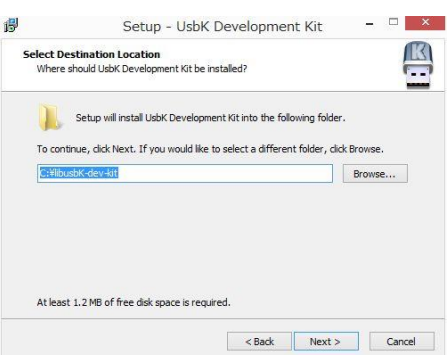 Setup - UsbK Development Kit
Select Destination Location
Where should UsbK Development Kit be installed?
Setup will install UsbK Development Kit into the following folder.
To continue, click Next. If you would like to select a different folder, click Browse.
C:¥libusbK-dev-kit
Browse...
At least 1.2 MB of free disk space is required.
< Back
Next >
Cancel